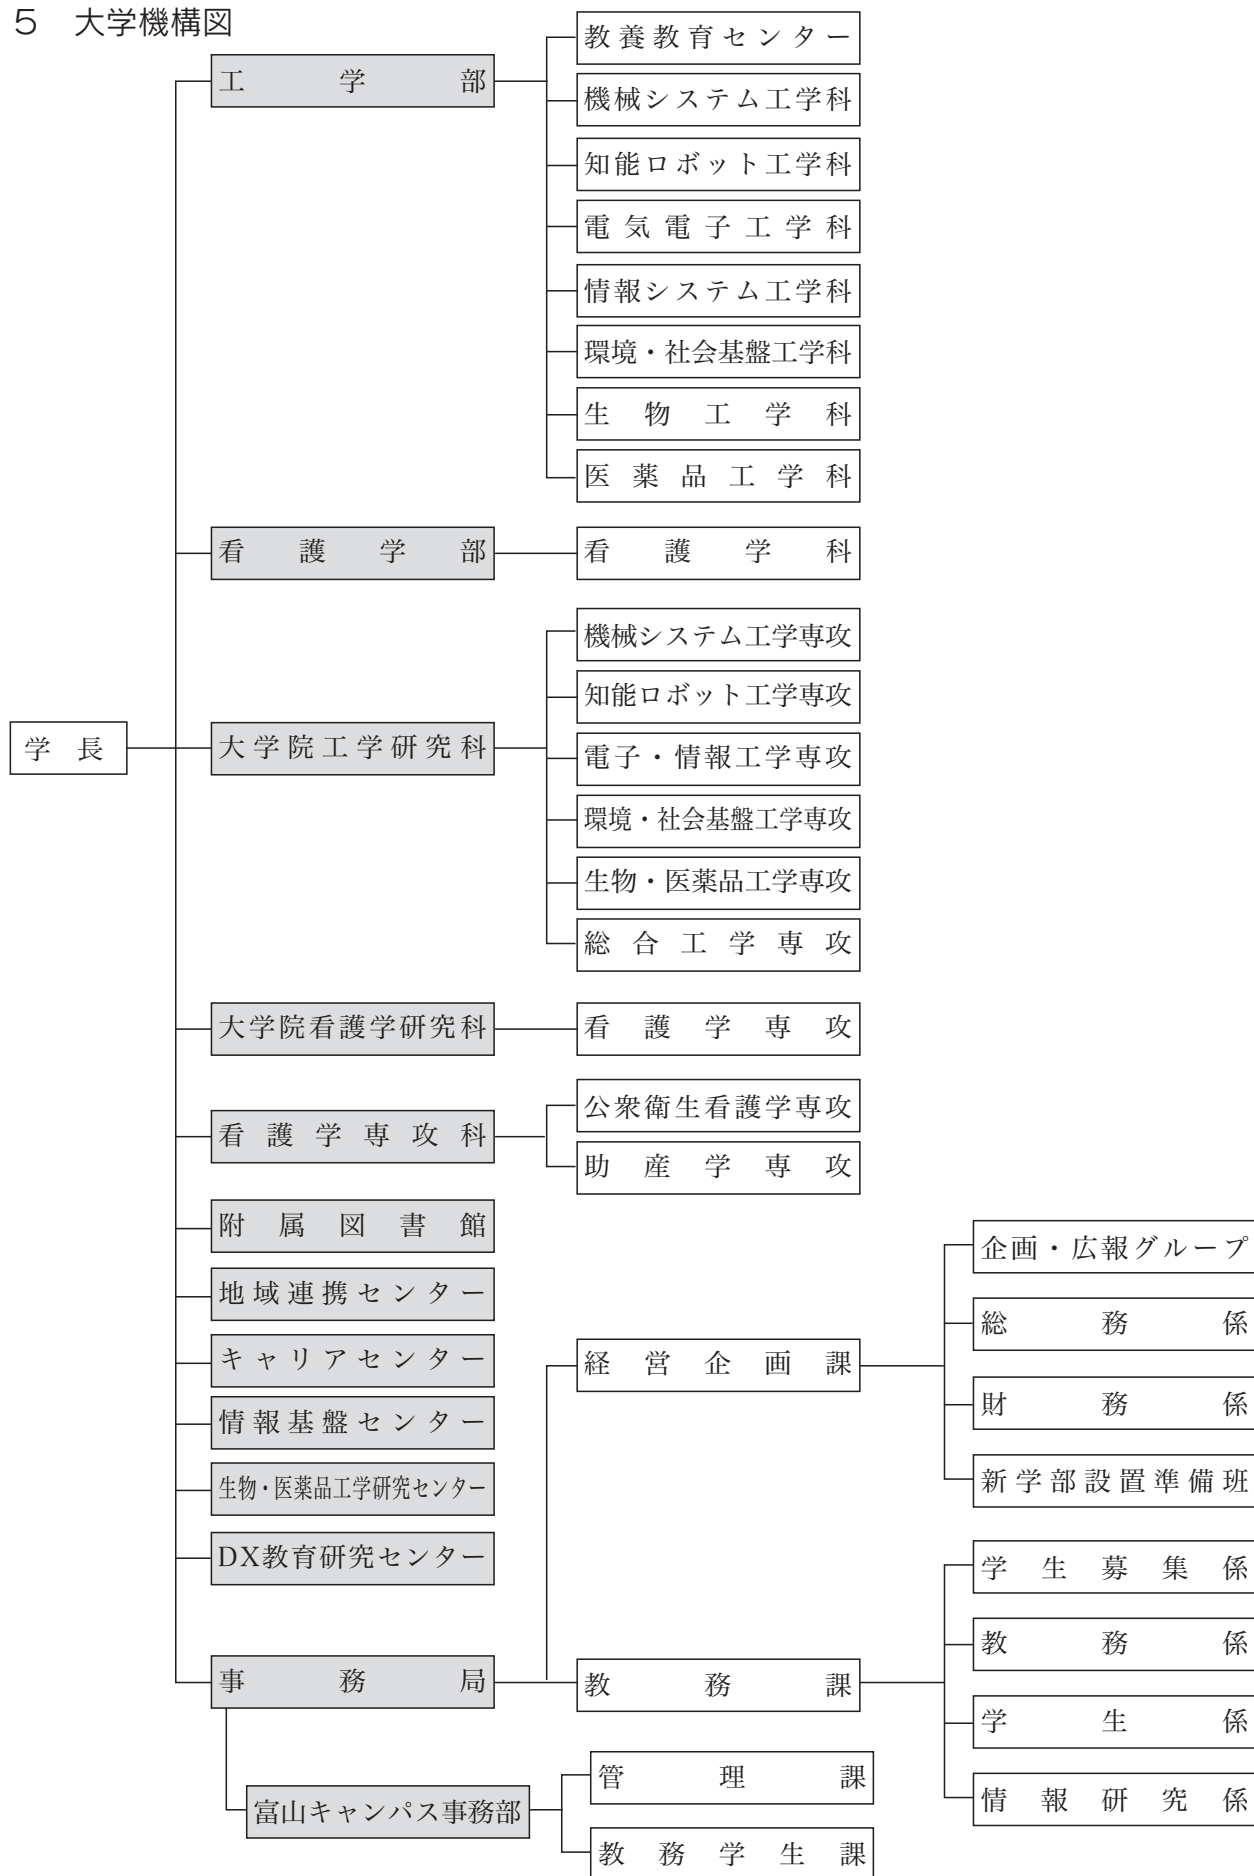 5 大学機構図
学長
工学部
教養教育センター
機械システム工学科
知能ロボット工学科
電気電子工学科
情報システム工学科
環境・社会基盤工学科
生物工学科
医薬品工学科
看護学部
看護学科
大学院工学研究科
機械システム工学専攻
知能ロボット工学専攻
電子・情報工学専攻
環境・社会基盤工学専攻
生物・医薬品工学専攻
総合工学専攻
大学院看護学研究科
看護学専攻
看護学専攻科
公衆衛生看護学専攻
助産学専攻
附属図書館
地域連携センター
キャリアセンター
情報基盤センター
生物・医薬品工学研究センター
DX教育研究センター
事務局
経営企画課
企画・広報グループ
総務係
財務係
新学部設置準備班
教務課
学生募集係
教務係
学生係
情報研究係
富山キャンパス事務部
管理課
教務学生課